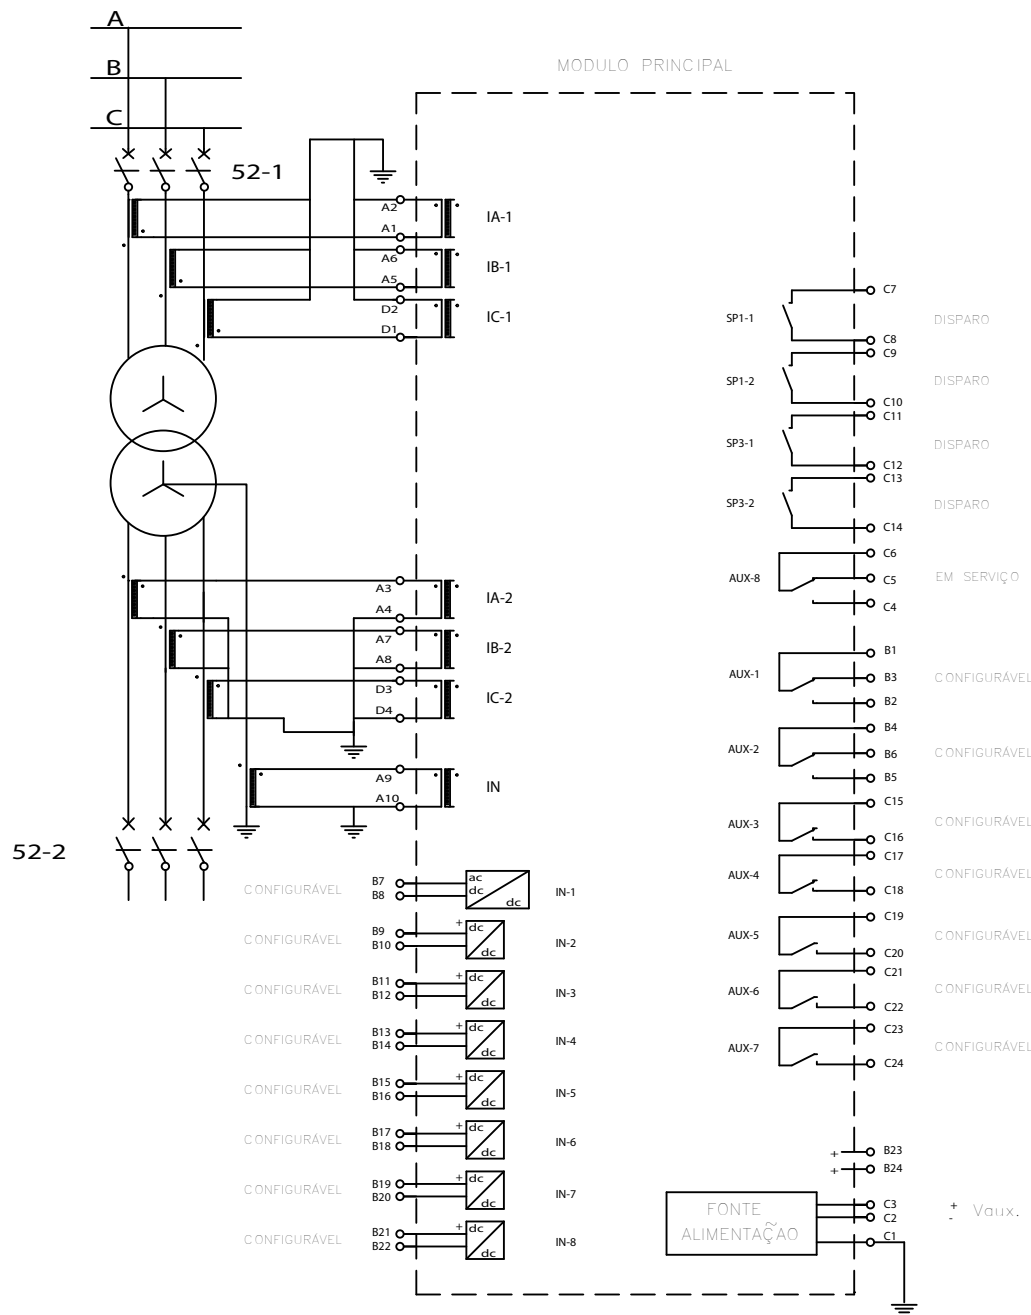 A
B
C
52-1
MODULO PRINCIPAL
A2
A1
IA-1
A6
A5
IB-1
D2
D1
IC-1
SP1-1
C7
C8
DISPARO
SP1-2
C9
C10
DISPARO
SP3-1
C11
C12
DISPARO
SP3-2
C13
C14
DISPARO
AUX-8
C6
C5
C4
EM SERVIÇO
A3
A4
IA-2
A7
A8
IB-2
D3
D4
IC-2
A9
A10
IN
52-2
AUX-1
B1
B3
B2
CONFIGURÁVEL
AUX-2
B4
B6
B5
CONFIGURÁVEL
AUX-3
C15
C16
CONFIGURÁVEL
AUX-4
C17
C18
CONFIGURÁVEL
AUX-5
C19
C20
CONFIGURÁVEL
AUX-6
C21
C22
CONFIGURÁVEL
AUX-7
C23
C24
CONFIGURÁVEL
CONFIGURÁVEL
B7
B8
ac
dc
dc
IN-1
CONFIGURÁVEL
B9
B10
+
dc
dc
IN-2
CONFIGURÁVEL
B11
B12
+
dc
dc
IN-3
CONFIGURÁVEL
B13
B14
+
dc
dc
IN-4
CONFIGURÁVEL
B15
B16
+
dc
dc
IN-5
CONFIGURÁVEL
B17
B18
+
dc
dc
IN-6
CONFIGURÁVEL
B19
B20
+
dc
dc
IN-7
CONFIGURÁVEL
B21
B22
+
dc
dc
IN-8
+
B23
+
B24
FONTE
ALIMENTAÇÃO
C3
C2
C1
+
-
Vaux.